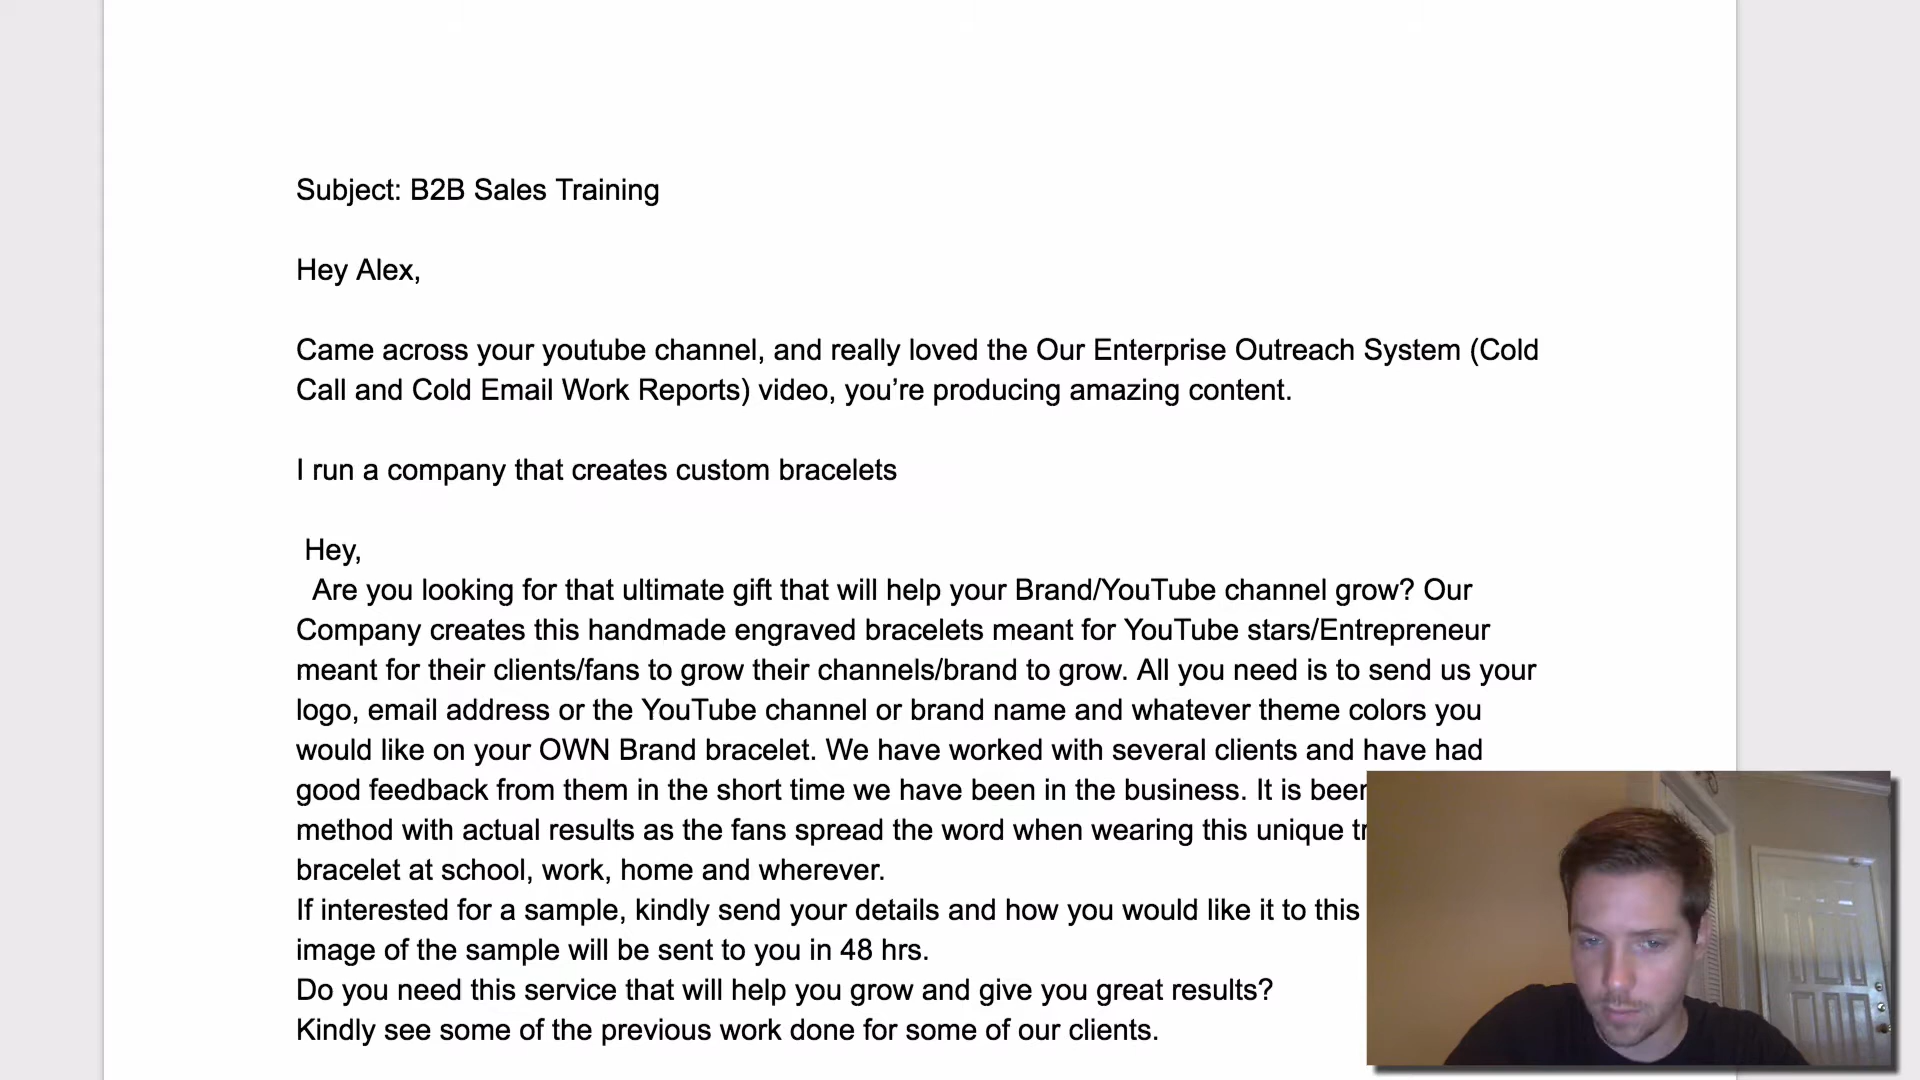 Subject: B2B Sales Training
Hey Alex,
Came across your youtube channel, and really loved the Our Enterprise Outreach System (Cold
Call and Cold Email Work Reports) video, you’re producing amazing content.
I run a company that creates custom bracelets
Hey,
Are you looking for that ultimate gift that will help your Brand/YouTube channel grow? Our
Company creates this handmade engraved bracelets meant for YouTube stars/Entrepreneur
meant for their clients/fans to grow their channels/brand to grow. All you need is to send us your
logo, email address or the YouTube channel or brand name and whatever theme colors you
would like on your OWN Brand bracelet. We have worked with several clients and have had
good feedback from them in the short time we have been in the business. It is been
method with actual results as the fans spread the word when wearing this unique
bracelet at school, work, home and wherever.
If interested for a sample, kindly send your details and how you would like it to this
image of the sample will be sent to you in 48 hrs.
Do you need this service that will help you grow and give you great results?
Kindly see some of the previous work done for some of our clients.